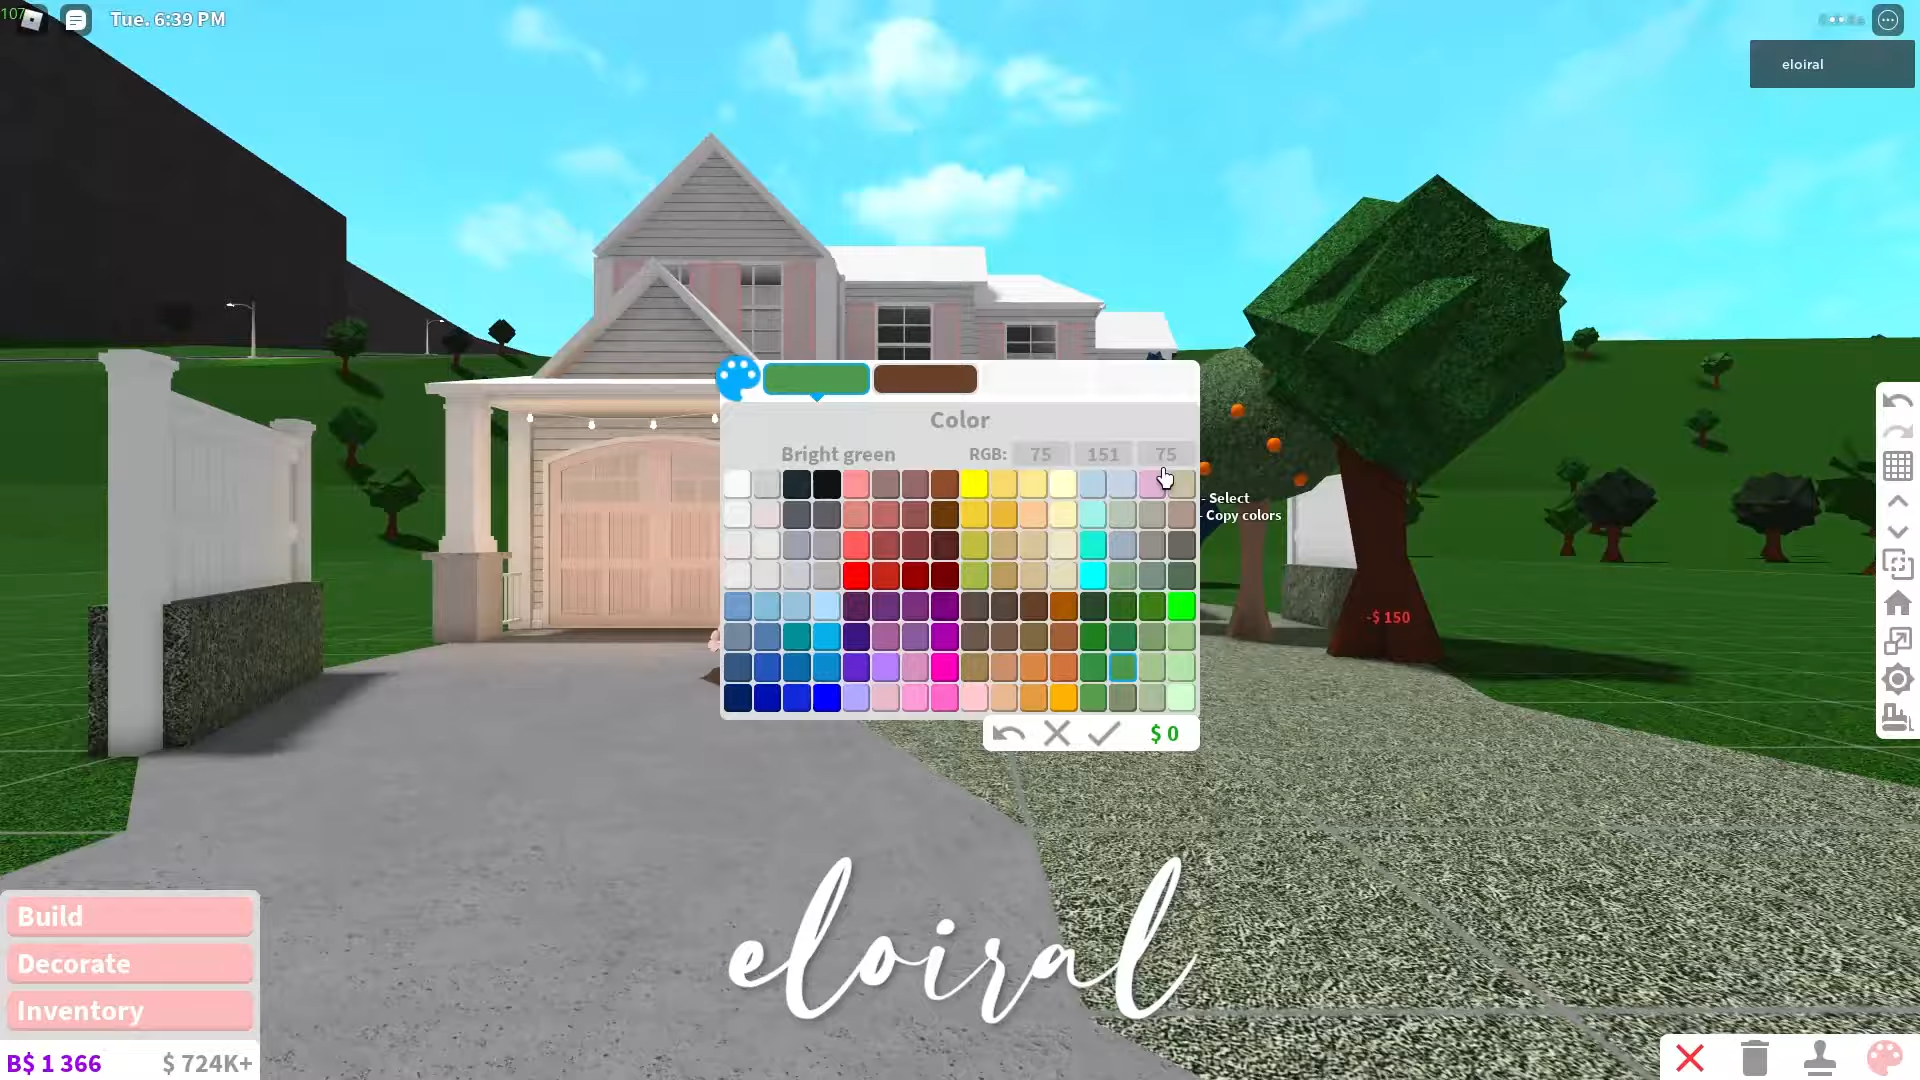 107
Tue. 6:39 PM
eloiral
Color
Bright green RGB: 75 151 75
- Select
- Copy colors
-$ 150
$ 0
eloiral
Build
Decorate
Inventory
B$ 1 366 $ 724K+